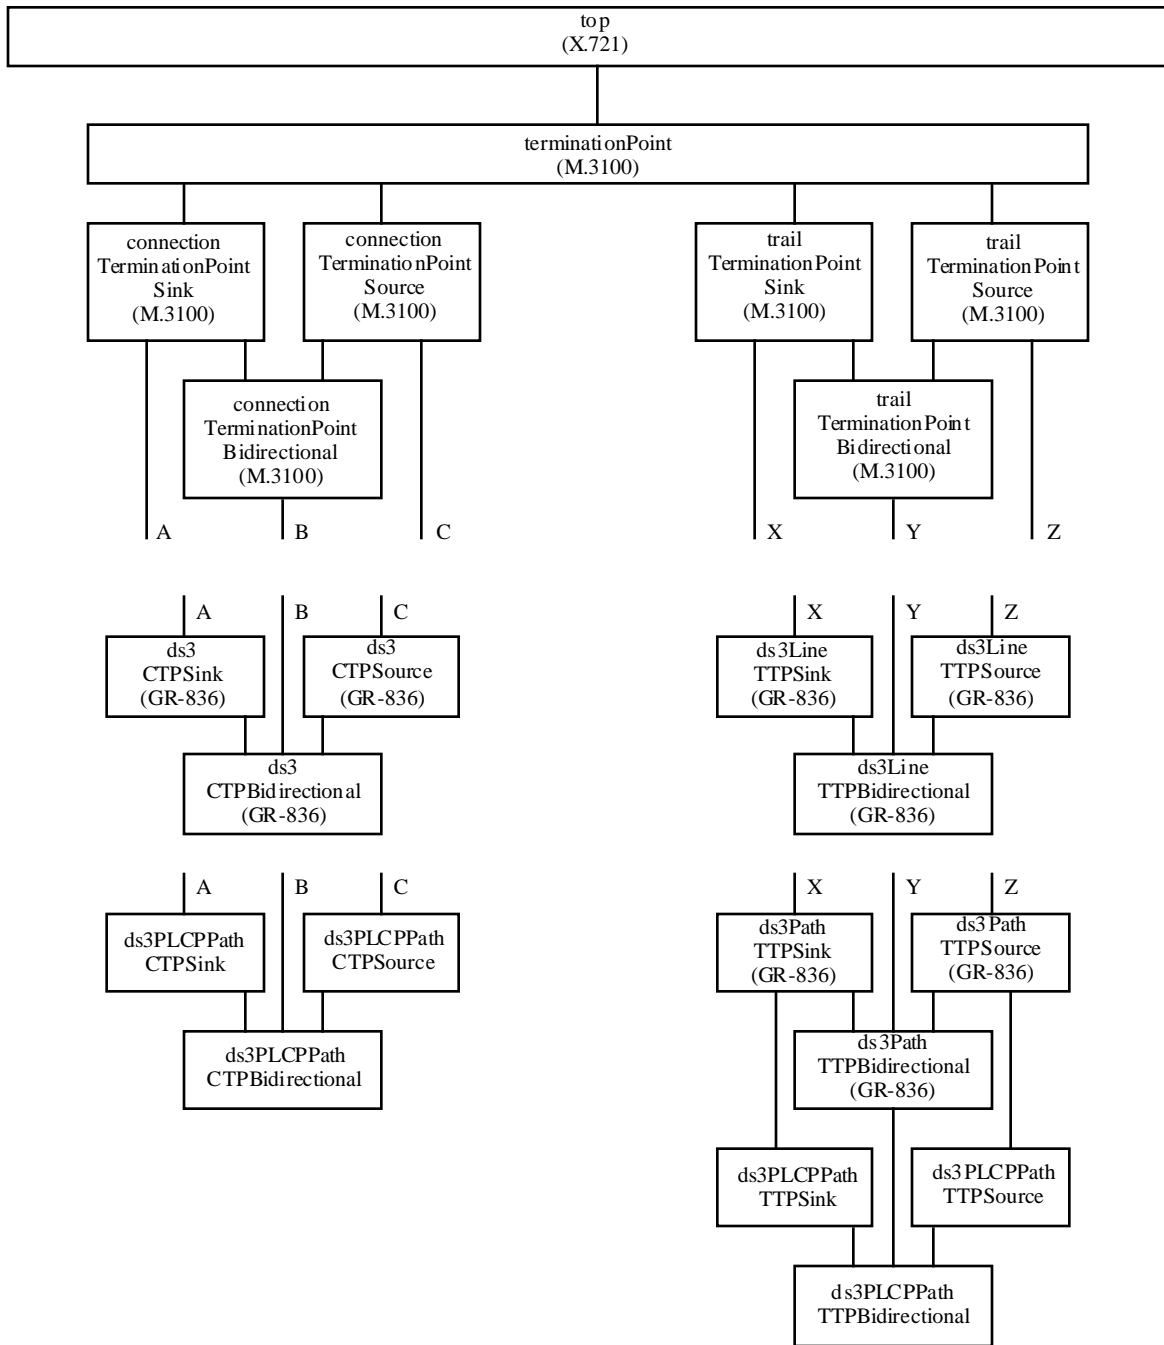 top
(X.721)
terminationPoint
(M.3100)
connection
TerminationPoint
Sink
(M.3100)
connection
TerminationPoint
Source
(M.3100)
trail
TerminationPoint
Sink
(M.3100)
trail
TerminationPoint
Source
(M.3100)
connection
TerminationPoint
Bidirectional
(M.3100)
trail
TerminationPoint
Bidirectional
(M.3100)
A
B
C
X
Y
Z
A
B
C
X
Y
Z
ds3
CTPSink
(GR-836)
ds3
CTPSource
(GR-836)
ds3Line
TTPSink
(GR-836)
ds3Line
TTPSource
(GR-836)
ds3
CTPBidirectional
(GR-836)
ds3Line
TTPBidirectional
(GR-836)
A
B
C
X
Y
Z
ds3PLCPPath
CTPSink
ds3PLCPPath
CTPSource
ds3Path
TTPSink
(GR-836)
ds3Path
TTPSource
(GR-836)
ds3PLCPPath
CTPBidirectional
ds3Path
TTPBidirectional
(GR-836)
ds3PLCPPath
TTPSink
ds3PLCPPath
TTPSource
ds3PLCPPath
TTPBidirectional